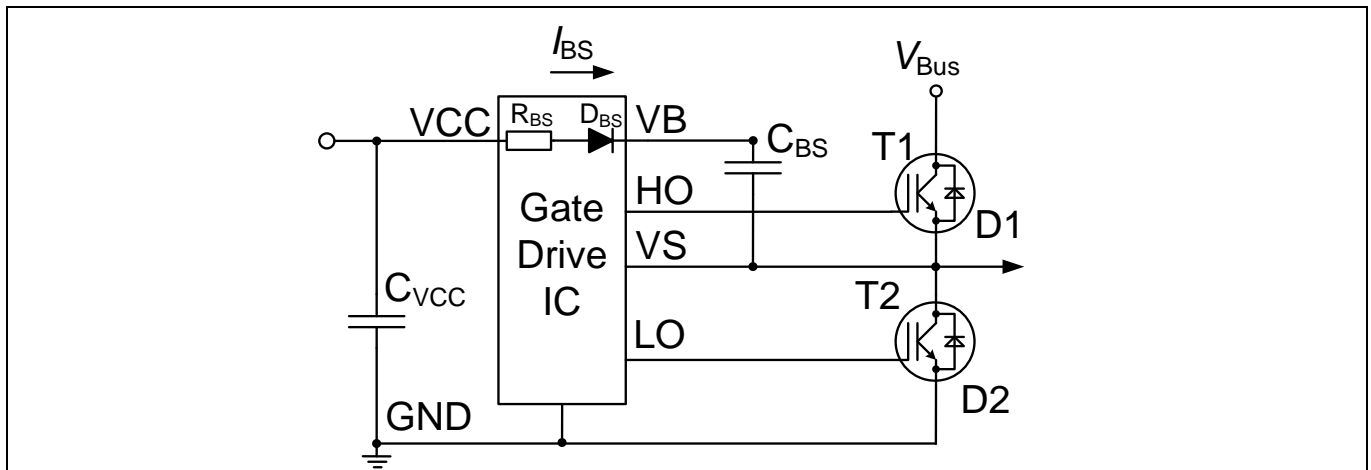 I_BS
V_Bus
VCC
R_BS
D_BS
VB
C_BS
T1
HO
Gate
Drive
IC
D1
VS
C_VCC
T2
LO
D2
GND